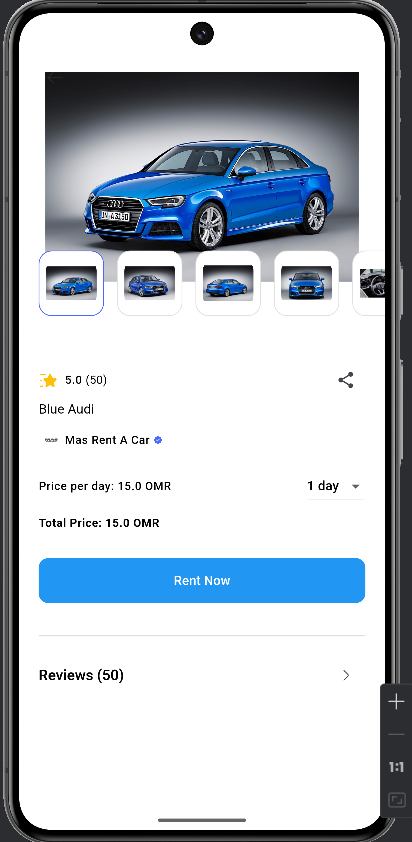 5.0 (50)
Blue Audi
Mas Rent A Car
Price per day: 15.0 OMR
1 day
Total Price: 15.0 OMR
Rent Now
Reviews (50)
1:1